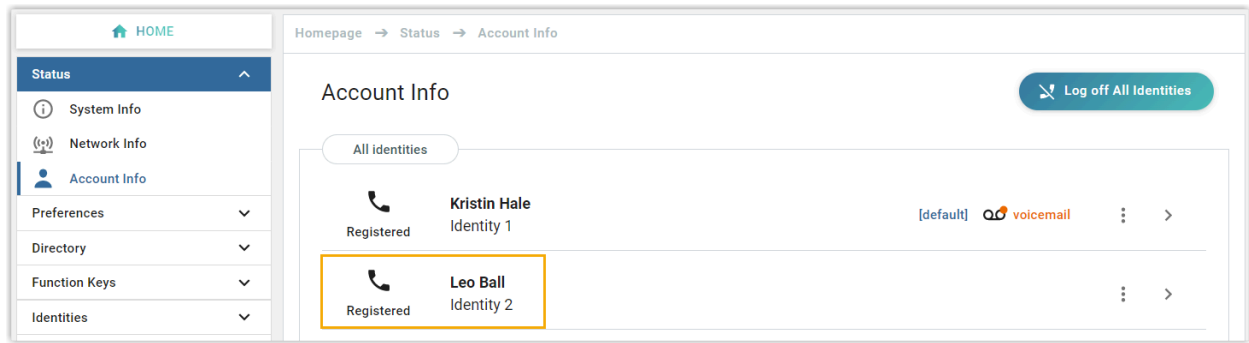 HOME
Homepage → Status → Account Info
Status
System Info
Network Info
Account Info
Preferences
Directory
Function Keys
Identities
Account Info
Log off All Identities
All identities
Registered
Kristin Hale
Identity 1
[default] voicemail
Registered
Leo Ball
Identity 2